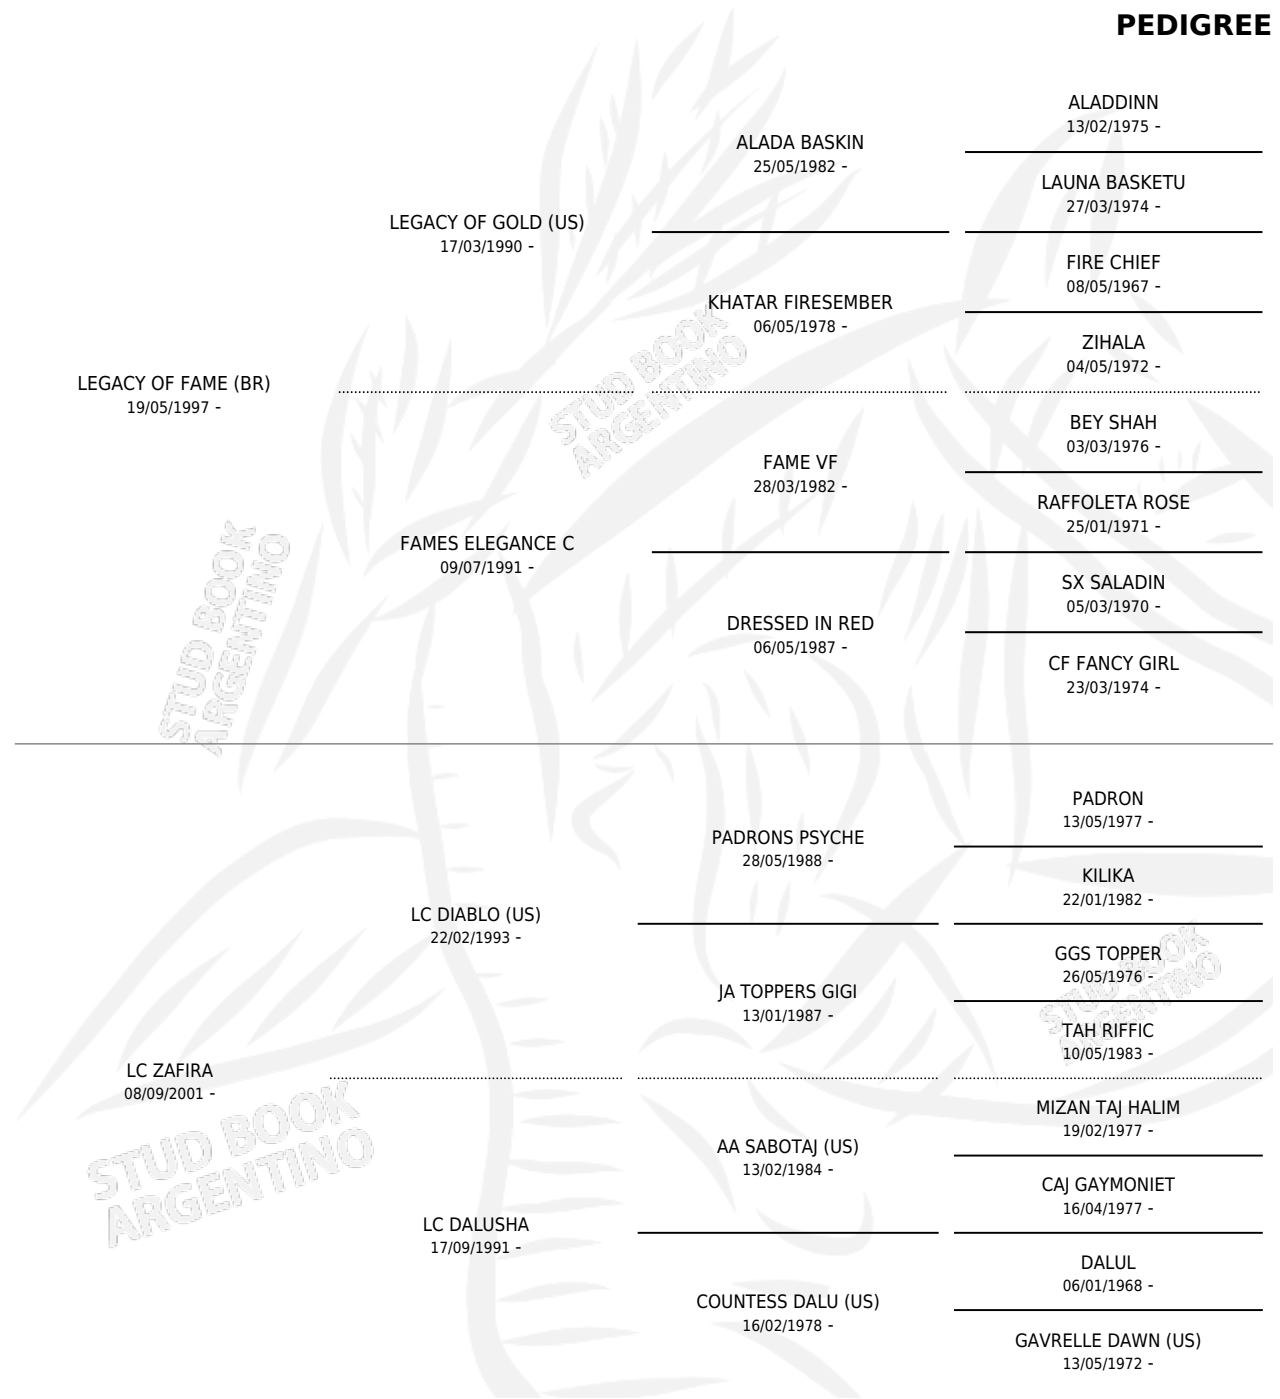 PEDIGREE
ALADDINN
13/02/1975 -
ALADA BASKIN
25/05/1982 -
LAUNA BASKETU
27/03/1974 -
LEGACY OF GOLD (US)
17/03/1990 -
FIRE CHIEF
08/05/1967 -
KHATAR FIRESEMBER
06/05/1978 -
ZIHALA
04/05/1972 -
LEGACY OF FAME (BR)
19/05/1997 -
BEY SHAH
03/03/1976 -
FAME VF
28/03/1982 -
RAFFOLETA ROSE
25/01/1971 -
FAMES ELEGANCE C
09/07/1991 -
SX SALADIN
05/03/1970 -
DRESSED IN RED
06/05/1987 -
CF FANCY GIRL
23/03/1974 -
PADRON
13/05/1977 -
PADRONS PSYCHE
28/05/1988 -
KILIKA
22/01/1982 -
LC DIABLO (US)
22/02/1993 -
GGS TOPPER
26/05/1976 -
JA TOPPERS GIGI
13/01/1987 -
TAH RIFFIC
10/05/1983 -
LC ZAFIRA
08/09/2001 -
MIZAN TAJ HALIM
19/02/1977 -
AA SABOTAJ (US)
13/02/1984 -
CAJ GAYMONIET
16/04/1977 -
LC DALUSHA
17/09/1991 -
DALUL
06/01/1968 -
COUNTESS DALU (US)
16/02/1978 -
GAVRELLE DAWN (US)
13/05/1972 -
STUD BOOK
ARGENTINO
STUD BOOK
ARGENTINO
STUD BOOK
ARGENTINO
STUD BOOK
ARGENTINO